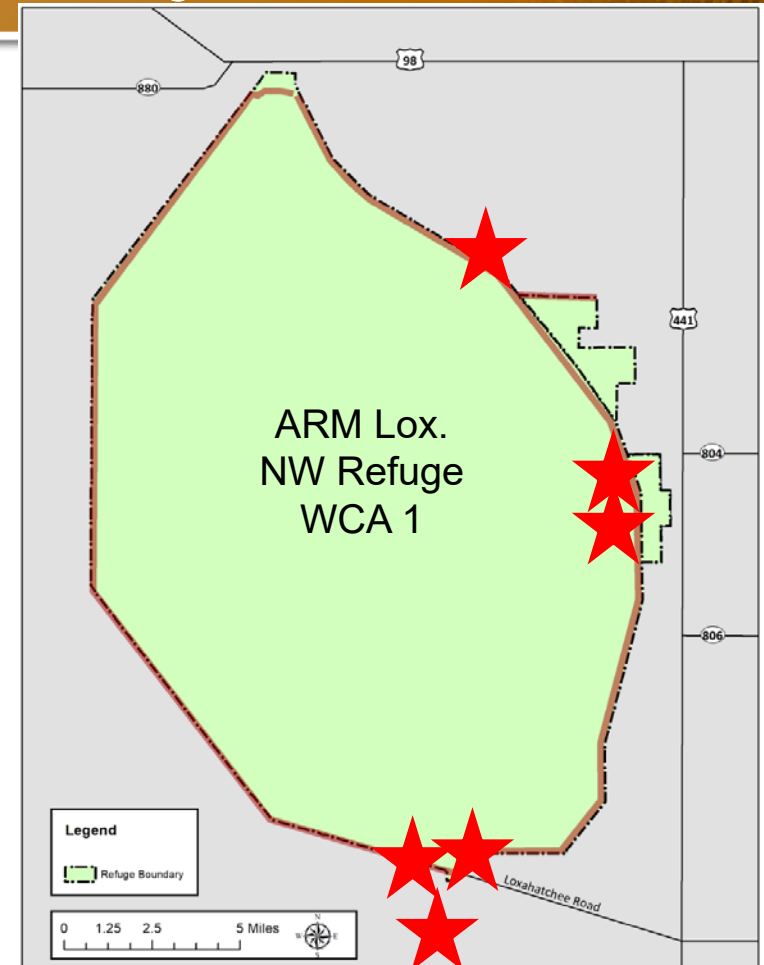 98
880
441
ARM Lox.
NW Refuge
WCA 1
804
806
Legend
Refuge Boundary
Loxahatchee Road
0 1.25 2.5 5 Miles
N
W E
S